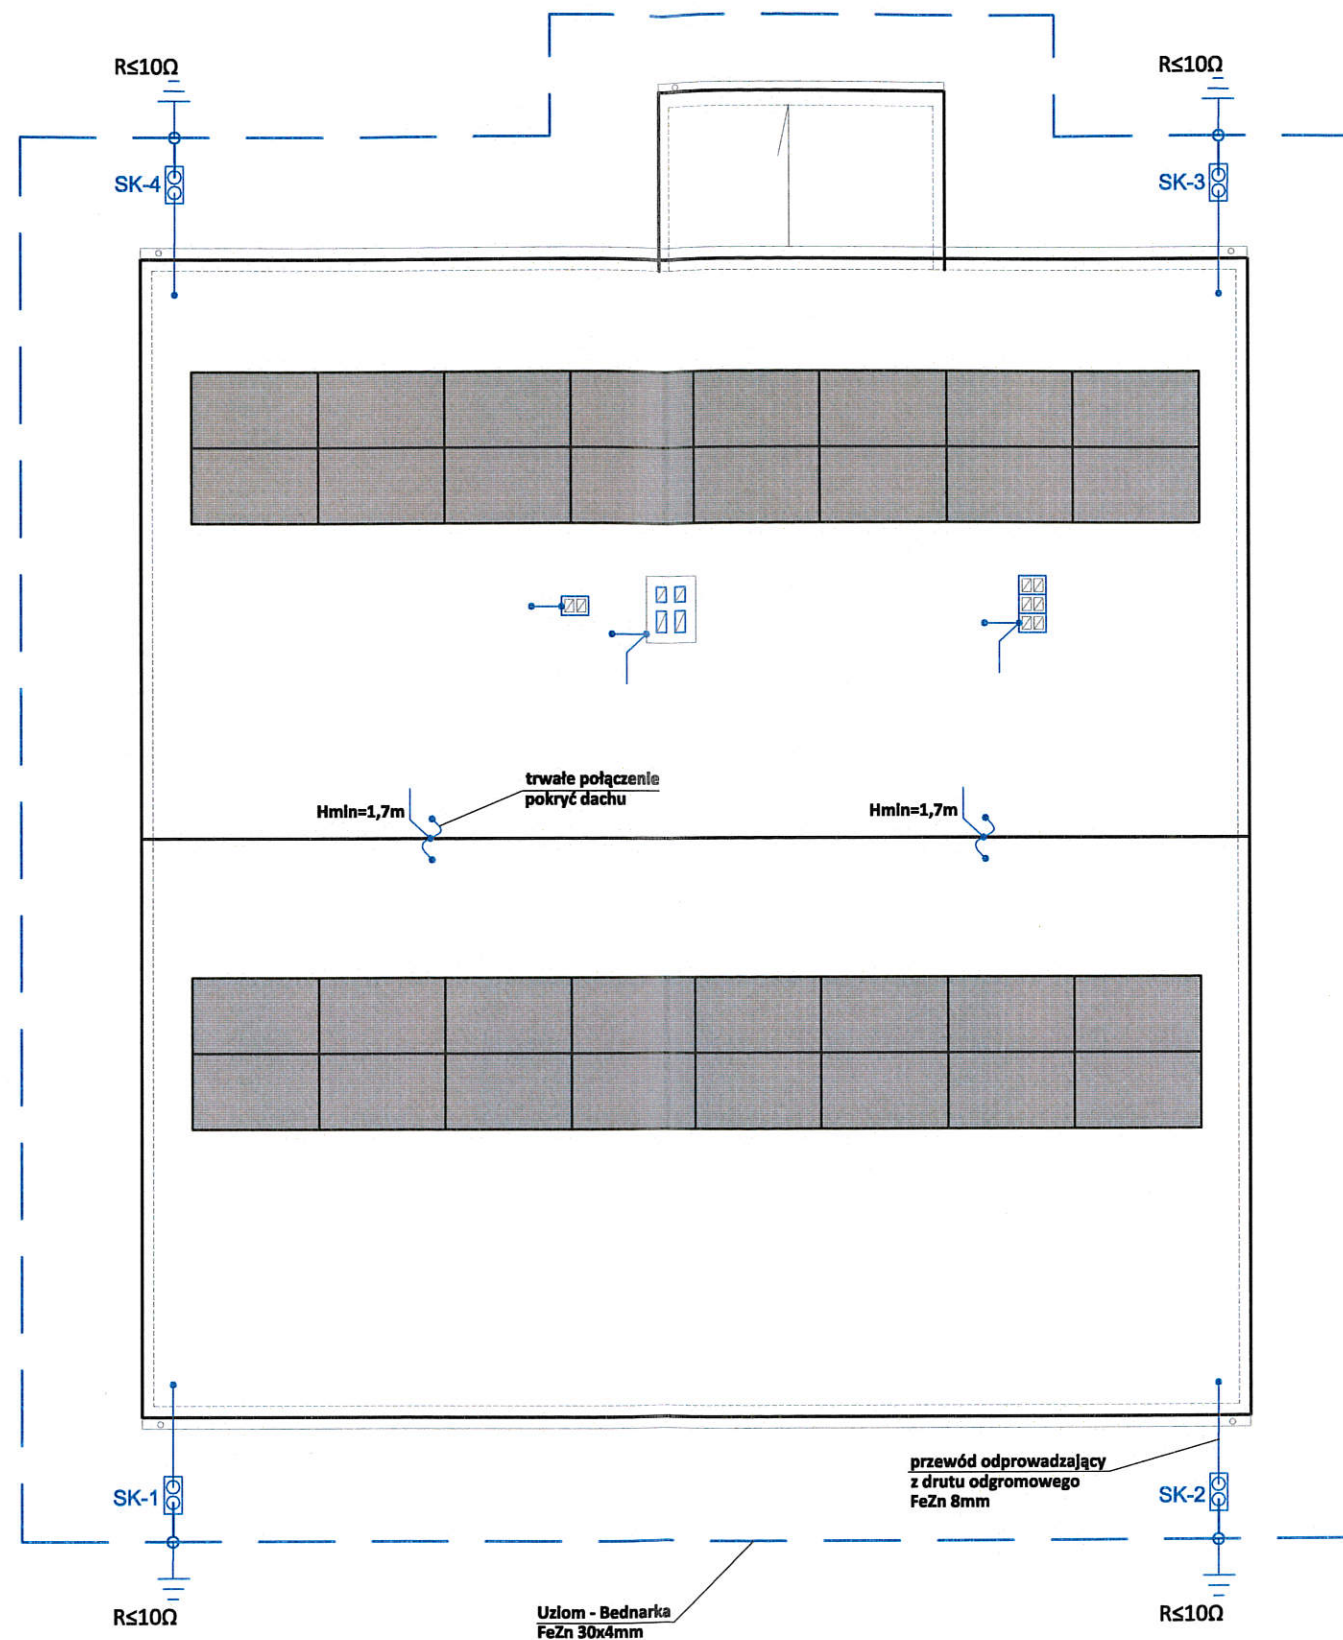 R≤10Ω
R≤10Ω
SK-4
SK-3
trwałe połączenie
pokryć dachu
Hmin=1,7m
Hmin=1,7m
przewód odprowadzający
z drutu odgromowego
FeZn 8mm
SK-1
SK-2
Uziom - Bednarka
FeZn 30x4mm
R≤10Ω
R≤10Ω